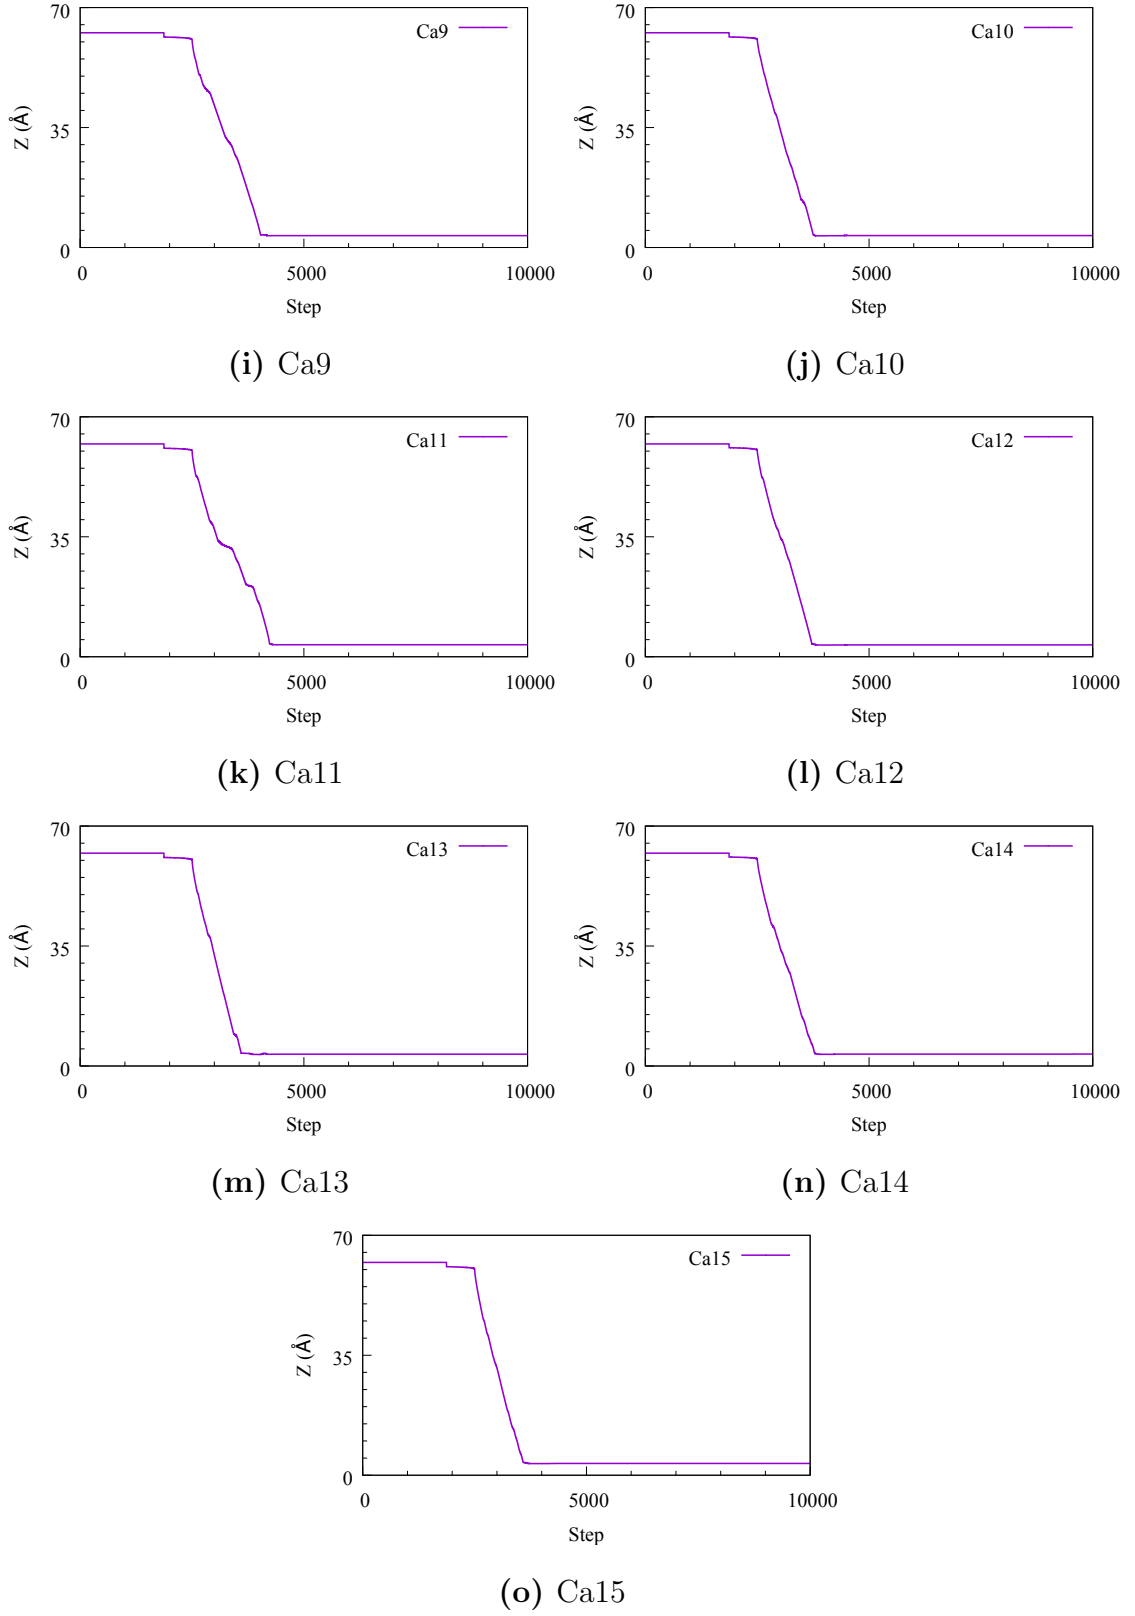 70
Ca9
Z (Å)
35
0
0
5000
10000
Step
(i) Ca9
70
Ca10
Z (Å)
35
0
0
5000
10000
Step
(j) Ca10
70
Ca11
Z (Å)
35
0
0
5000
10000
Step
(k) Ca11
70
Ca12
Z (Å)
35
0
0
5000
10000
Step
(l) Ca12
70
Ca13
Z (Å)
35
0
0
5000
10000
Step
(m) Ca13
70
Ca14
Z (Å)
35
0
0
5000
10000
Step
(n) Ca14
70
Ca15
Z (Å)
35
0
0
5000
10000
Step
(o) Ca15